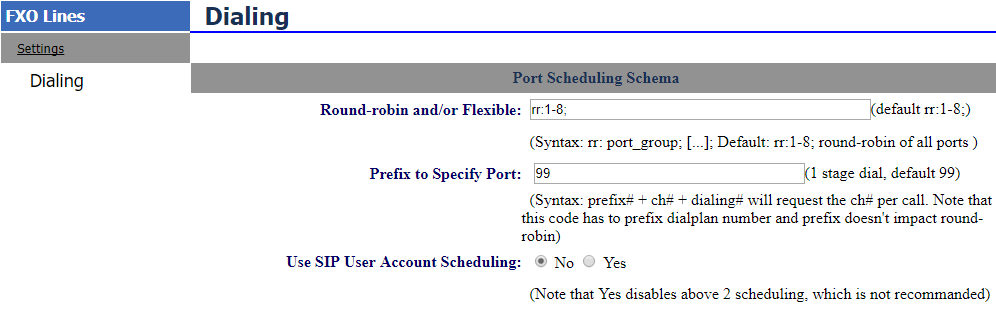 FXO Lines
Dialing
Settings
Dialing
Port Scheduling Schema
Round-robin and/or Flexible: rr:1-8; (default rr:1-8;)
(Syntax: rr: port_group; [...]; Default: rr:1-8; round-robin of all ports )
Prefix to Specify Port: 99 (1 stage dial, default 99)
(Syntax: prefix# + ch# + dialing# will request the ch# per call. Note that
this code has to prefix dialplan number and prefix doesn't impact round-
robin)
Use SIP User Account Scheduling: No Yes
(Note that Yes disables above 2 scheduling, which is not recommanded)